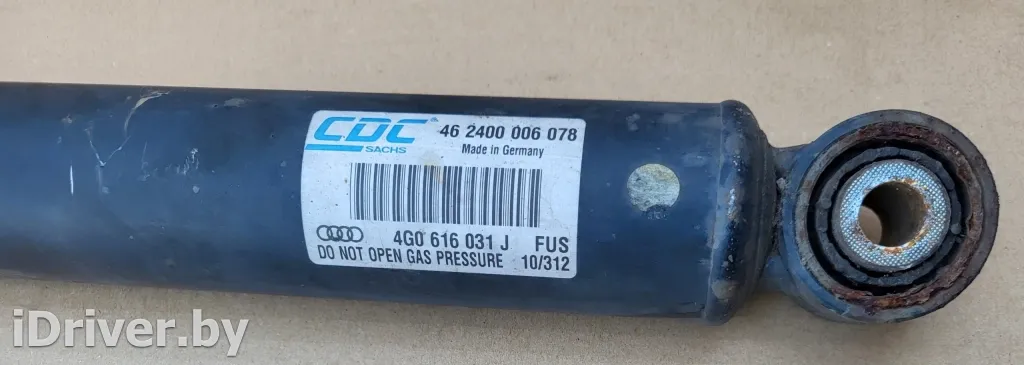 CDC
SACHS
46 2400 006 078
Made in Germany
4G0 616 031 J FUS
DO NOT OPEN GAS PRESSURE 10/312
iDriver.by